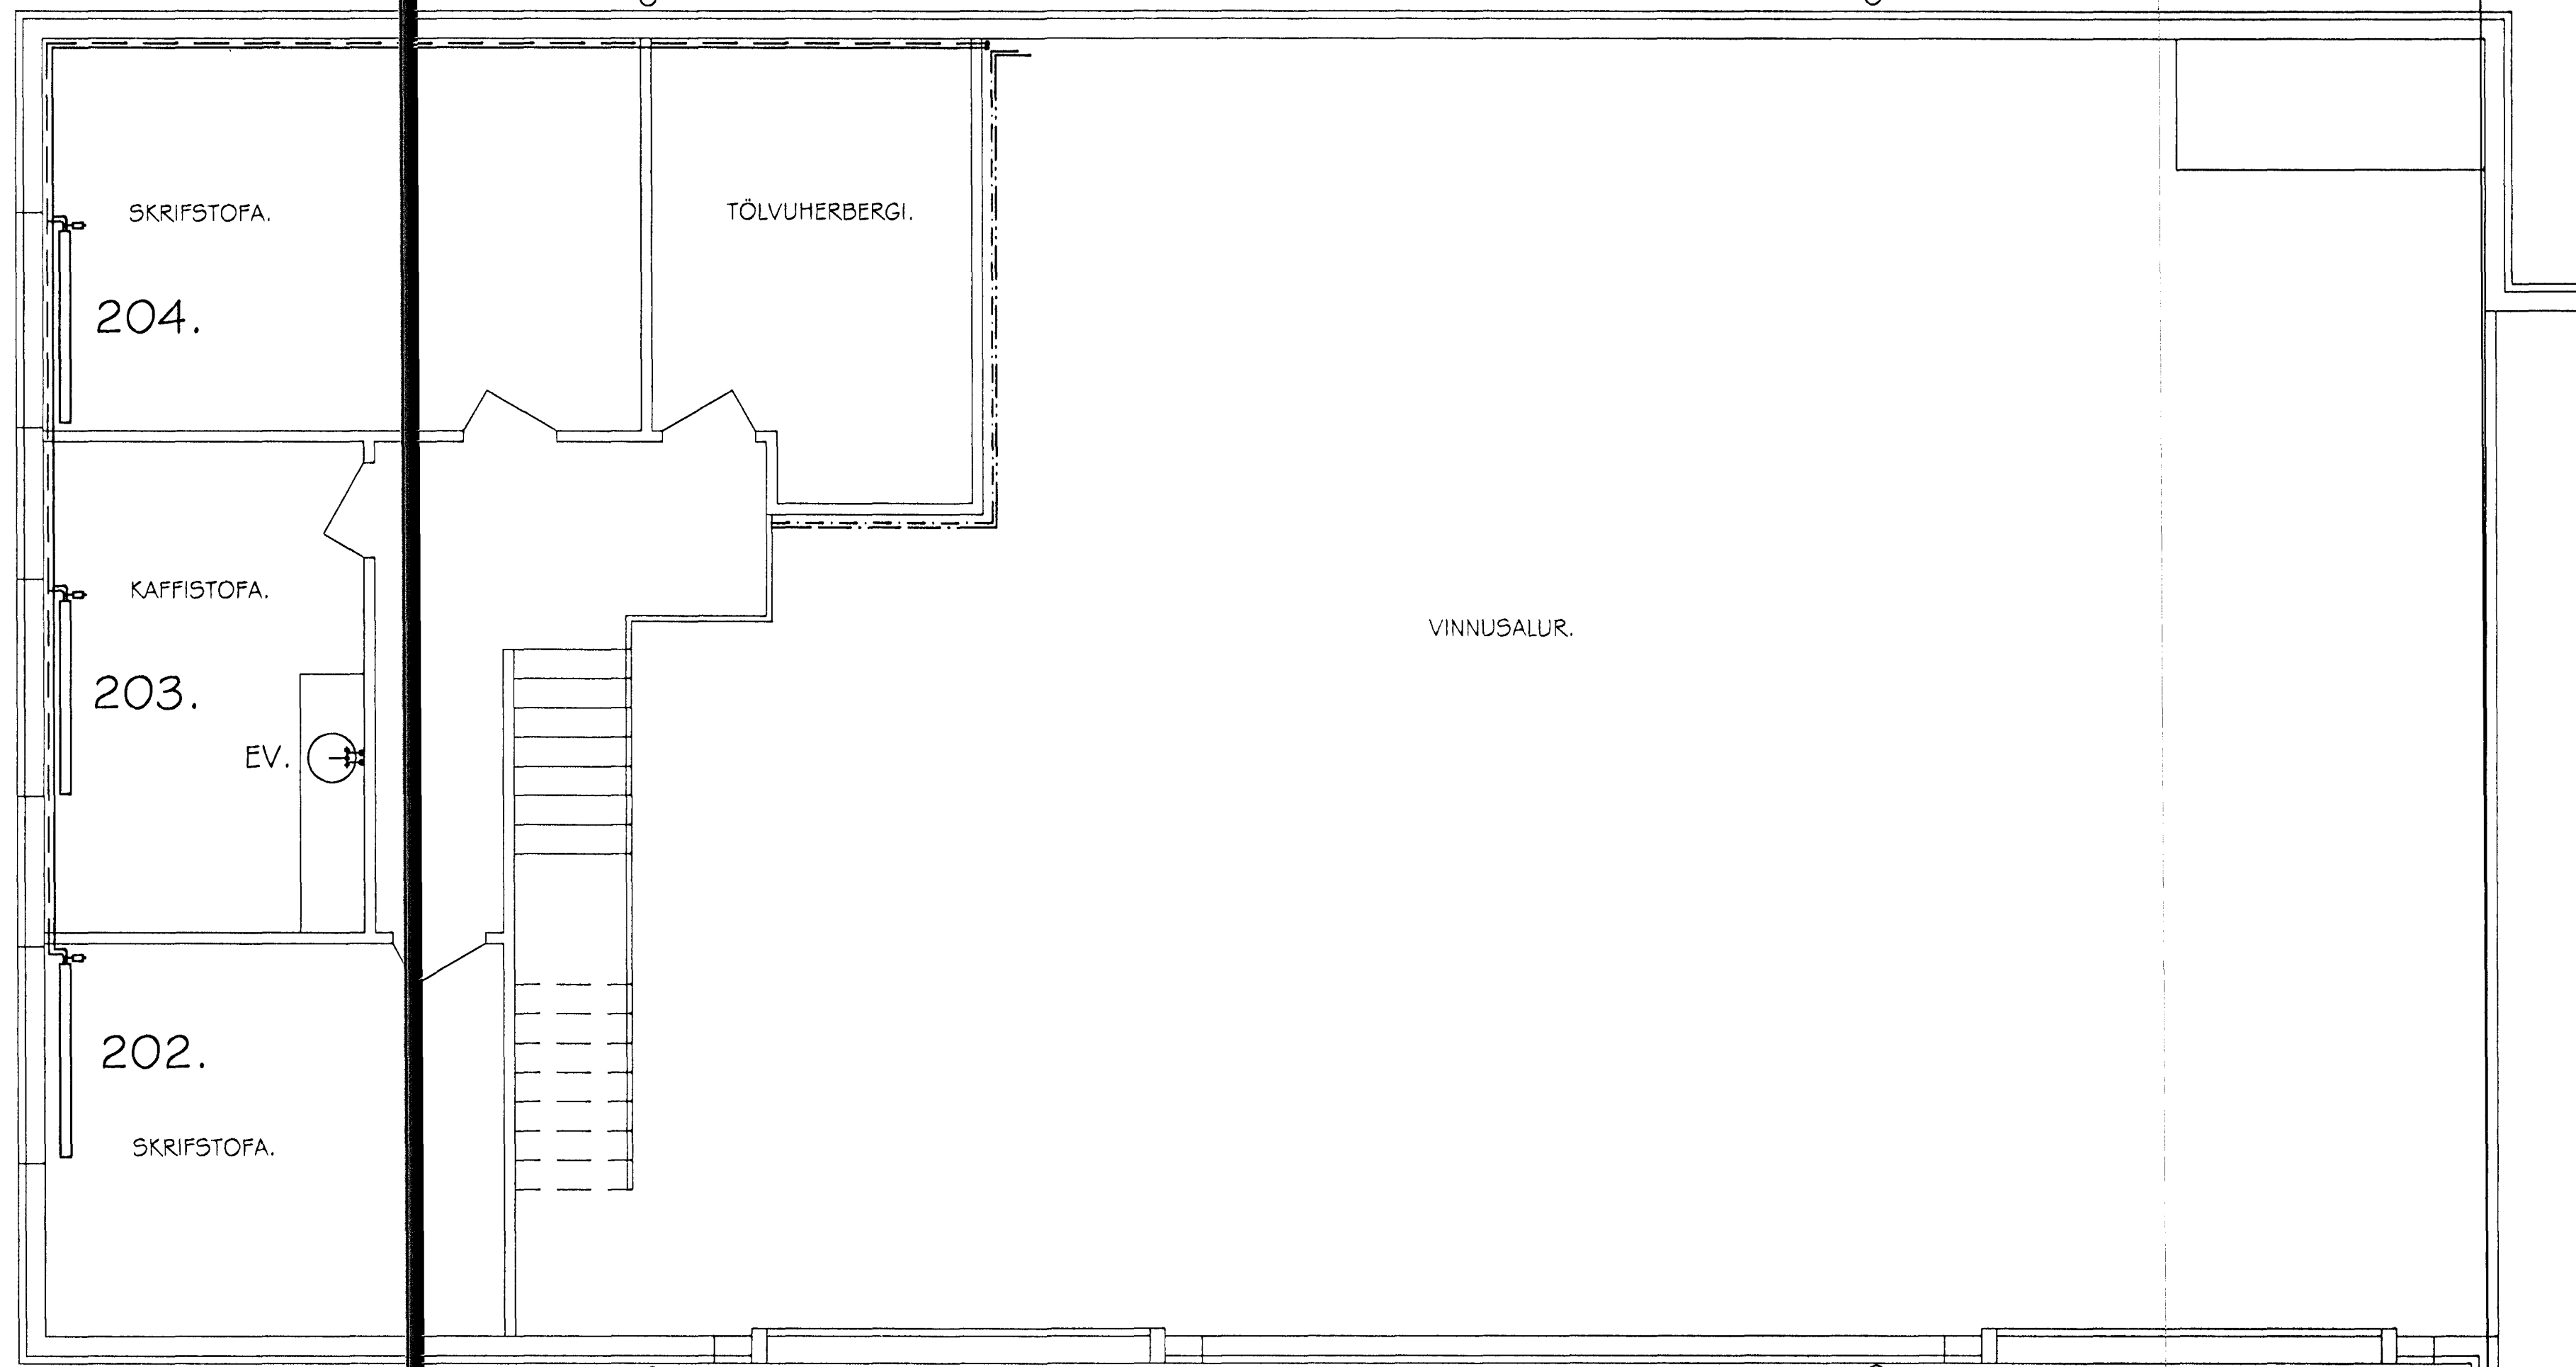 SKRIFSTOFA.
TÖLVUHERBERGI.
204.
KAFFISTOFA.
VINNUSALUR.
203.
EV.
202.
SKRIFSTOFA.